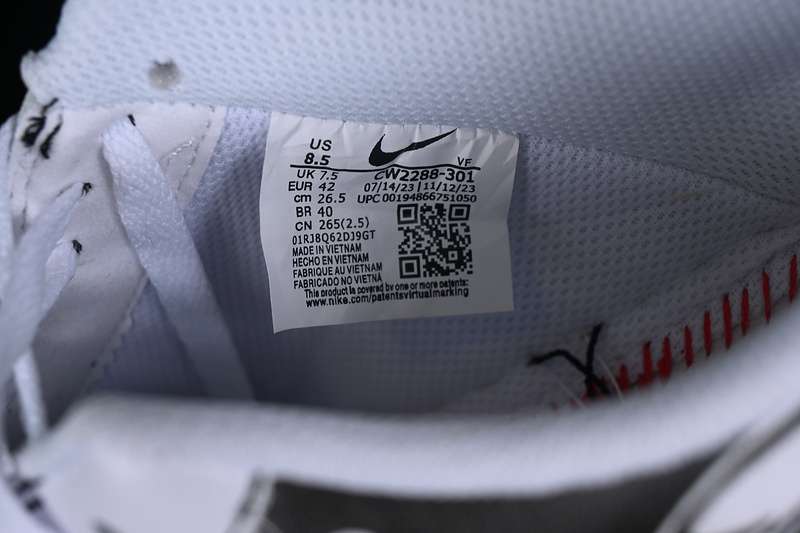 US
8.5
VF
UK 7.5
CW2288-301
EUR 42
07/14/23 | 11/12/23
cm 26.5
UPC 00194866751050
BR 40
CN 265(2.5)
01RJ8Q62DJ9GT
MADE IN VIETNAM
HECHO EN VIETNAM
FABRIQUE AU VIETNAM
FABRICADO NO VIETNAM
This product is covered by one or more patents:
www.nike.com/patentsvirtualmarking